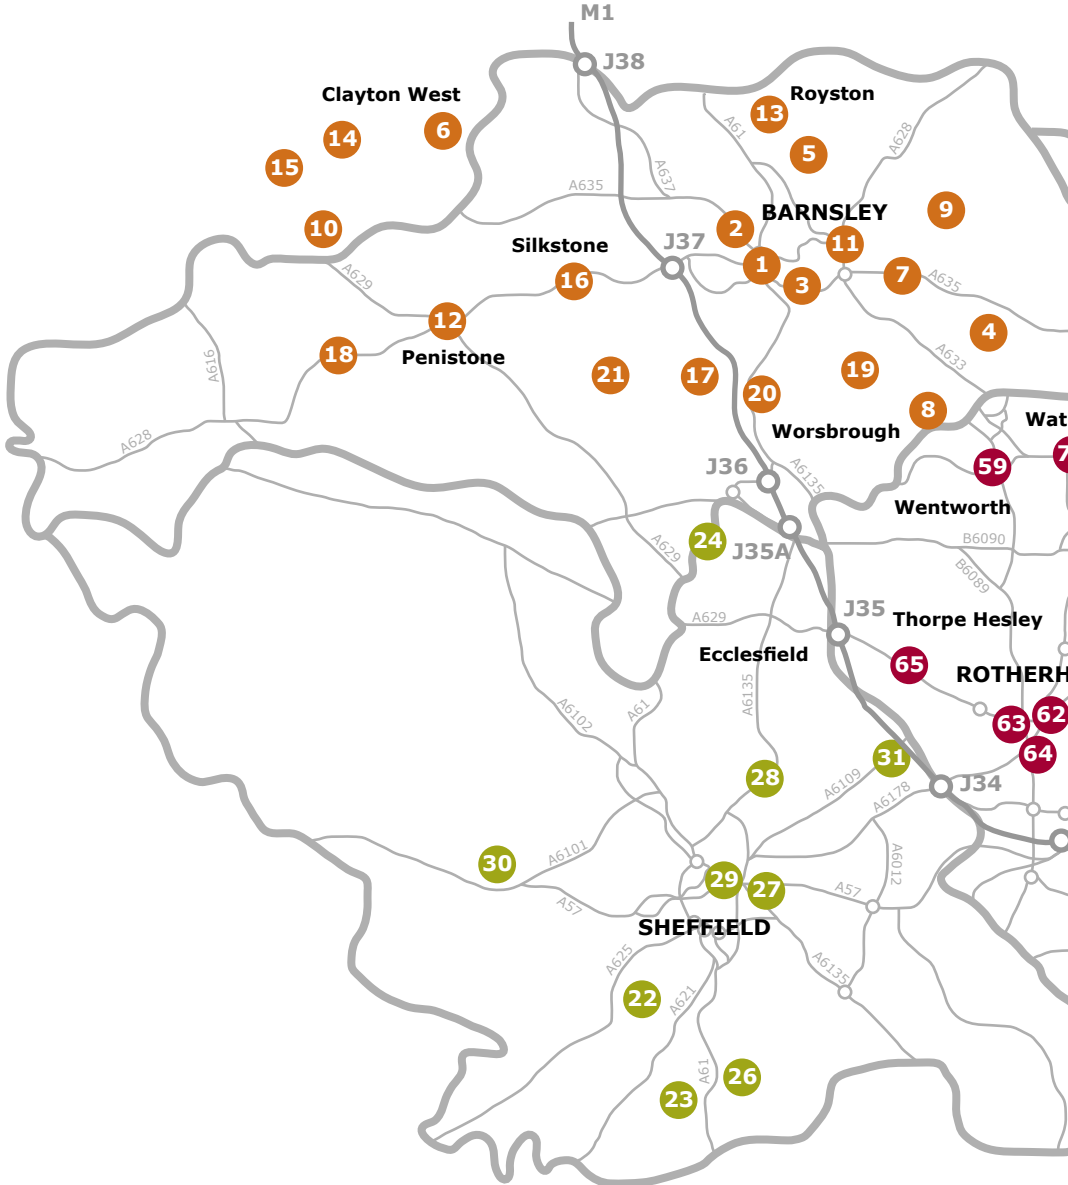 M1
J38
Clayton West
Royston
6
13
A61
14
5
A628
15
A637
A635
9
10
2
BARNSLEY
Silkstone
11
J37
1
A629
16
7
A635
3
12
4
Penistone
18
A616
A633
21
17
19
20
8
Wat
A628
Worsbrough
J36
A6135
59
7
Wentworth
24
J35A
B6090
A629
B6089
J35
A629
Thorpe Hesley
Ecclesfield
65
ROTHERH
A6135
A61
A6102
63
62
64
31
28
A6109
J34
A6178
A6101
30
A6012
29
27
A57
A57
SHEFFIELD
A625
A6135
22
A621
A61
26
23